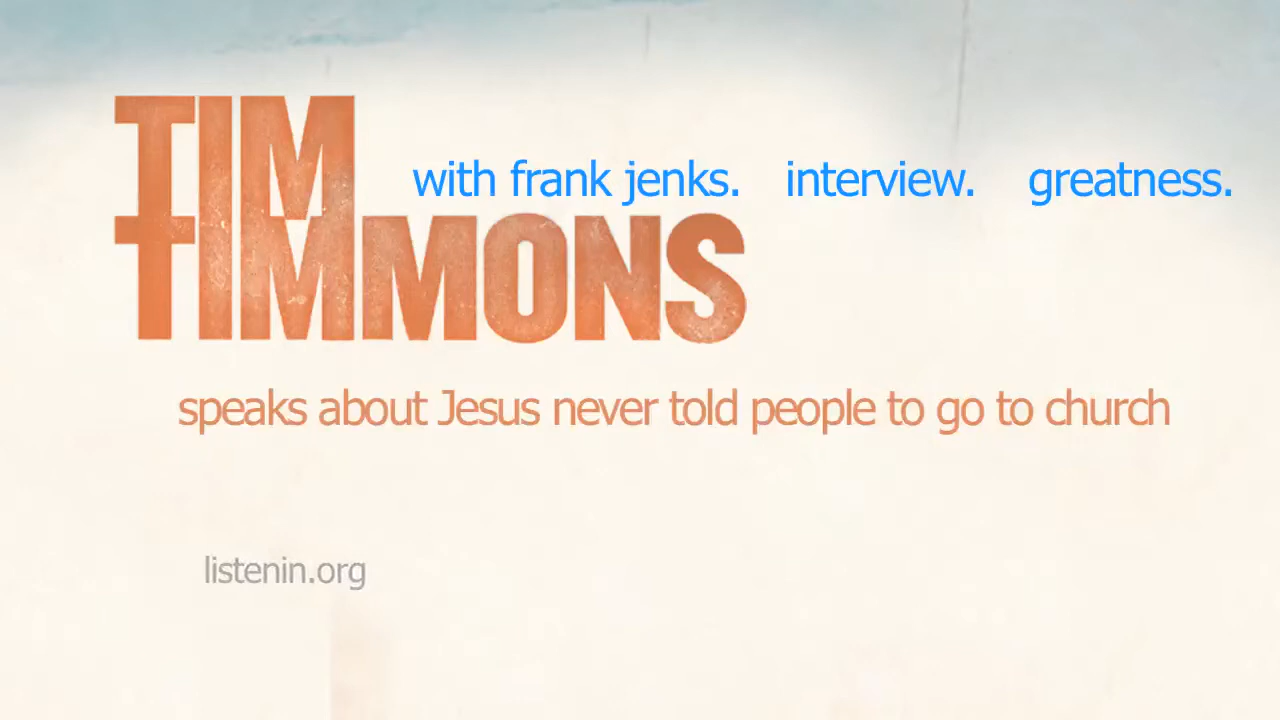 TIM
with frank jenks. interview. greatness.
TIMMONS
speaks about Jesus never told people to go to church
listenin.org